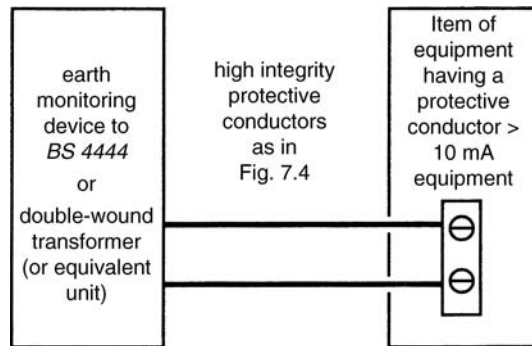 earth
monitoring
device to
BS 4444
or
double-wound
transformer
(or equivalent
unit)
high integrity
protective
conductors
as in
Fig. 7.4
Item of
equipment
having a
protective
conductor >
10 mA
equipment